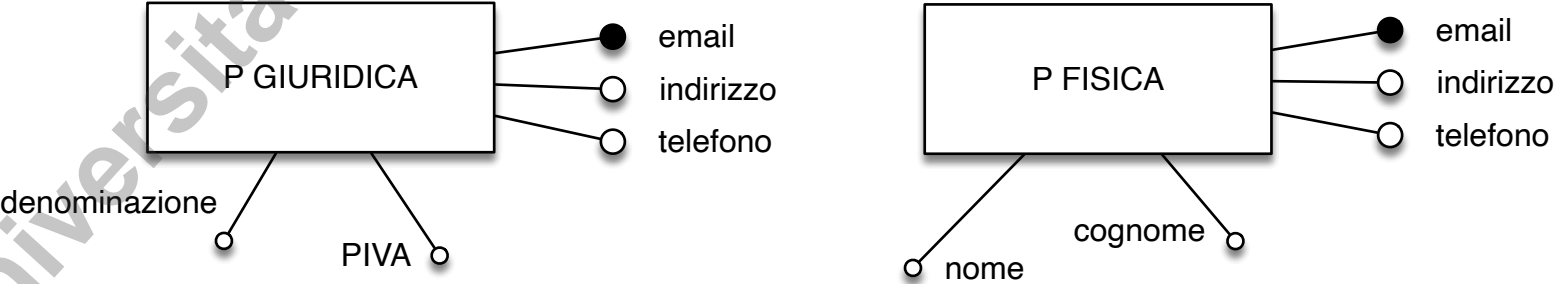 P GIURIDICA
email
indirizzo
telefono
denominazione
PIVA
P FISICA
email
indirizzo
telefono
cognome
nome